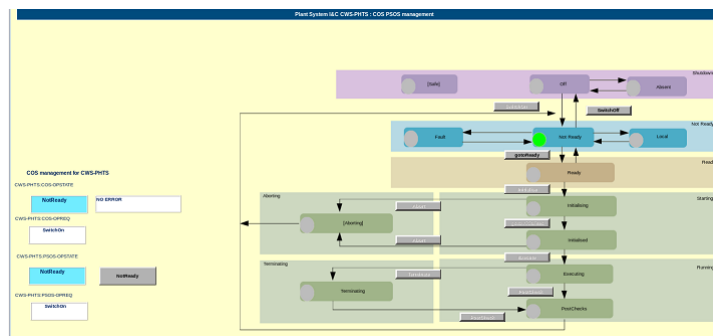 Plant System I&C CWS-PHTS : COS PSOS management
Shutdown
[Safe]
Off
Absent
SwitchOff
Not Ready
Fault
Not Ready
Local
gotoReady
Ready
Ready
COS management for CWS-PHTS
CWS-PHTS:COS-OPSTATE
NotReady
NO ERROR
CWS-PHTS:COS-OPREQ
SwitchOn
CWS-PHTS:PSOS-OPSTATE
NotReady
NotReady
CWS-PHTS:PSOS-OPREQ
SwitchOn
Aborting
Starting
Initialising
[Aborting]
Initialised
Terminating
Running
Executing
Terminating
PostChecks